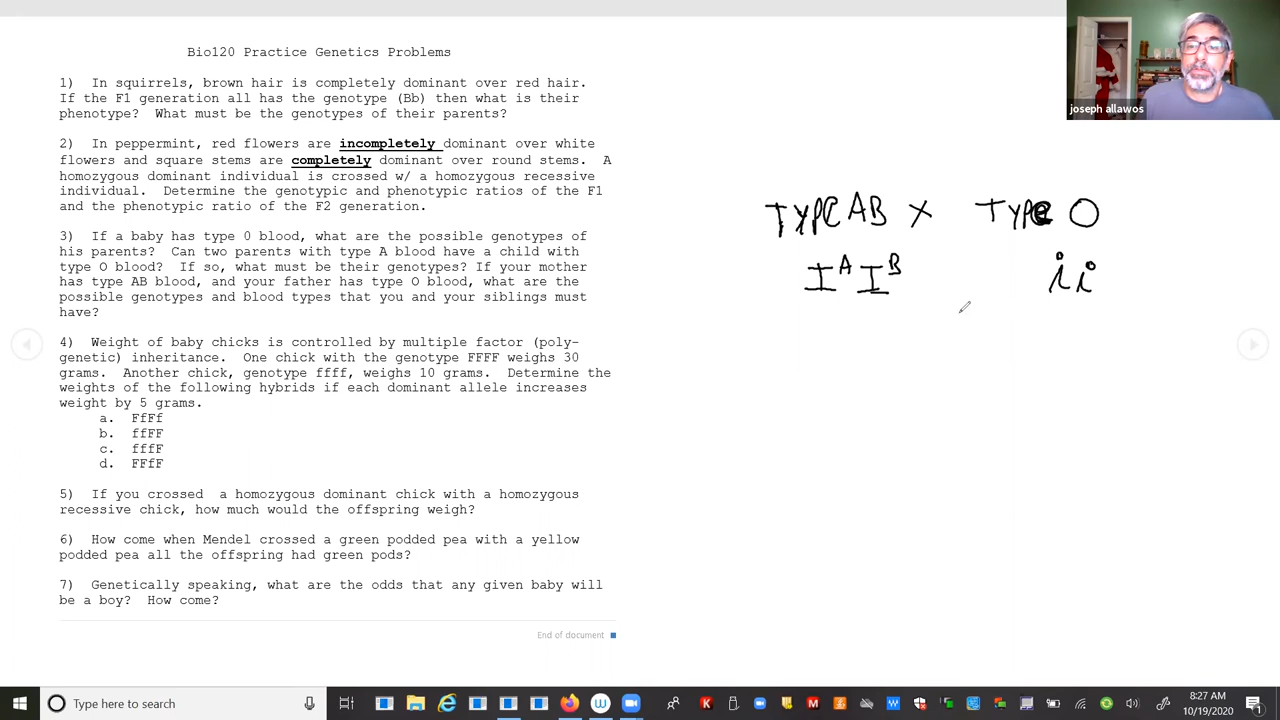 Bio120 Practice Genetics Problems
1) In squirrels, brown hair is completely dominant over red hair.
If the F1 generation all has the genotype (Bb) then what is their
phenotype? What must be the genotypes of their parents?
2) In peppermint, red flowers are incompletely dominant over white
flowers and square stems are completely dominant over round stems. A
homozygous dominant individual is crossed w/ a homozygous recessive
individual. Determine the genotypic and phenotypic ratios of the F1
and the phenotypic ratio of the F2 generation.
3) If a baby has type 0 blood, what are the possible genotypes of
his parents? Can two parents with type A blood have a child with
type O blood? If so, what must be their genotypes? If your mother
has type AB blood, and your father has type O blood, what are the
possible genotypes and blood types that you and your siblings must
have?
4) Weight of baby chicks is controlled by multiple factor (poly-
genetic) inheritance. One chick with the genotype FFFF weighs 30
grams. Another chick, genotype ffff, weighs 10 grams. Determine the
weights of the following hybrids if each dominant allele increases
weight by 5 grams.
a. FfFf
b. ffFF
c. fffF
d. FFfF
5) If you crossed a homozygous dominant chick with a homozygous
recessive chick, how much would the offspring weigh?
6) How come when Mendel crossed a green podded pea with a yellow
podded pea all the offspring had green pods?
7) Genetically speaking, what are the odds that any given baby will
be a boy? How come?
End of document
joseph allawos
TYPE AB X TYPE O
I^A I^B ii
Type here to search
8:27 AM
10/19/2020